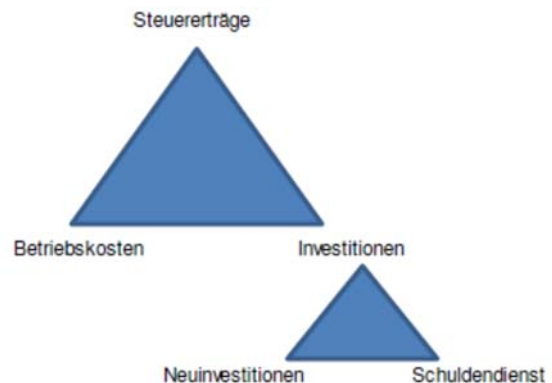 Steuererträge
Betriebskosten Investitionen
Neuinvestitionen Schuldendienst